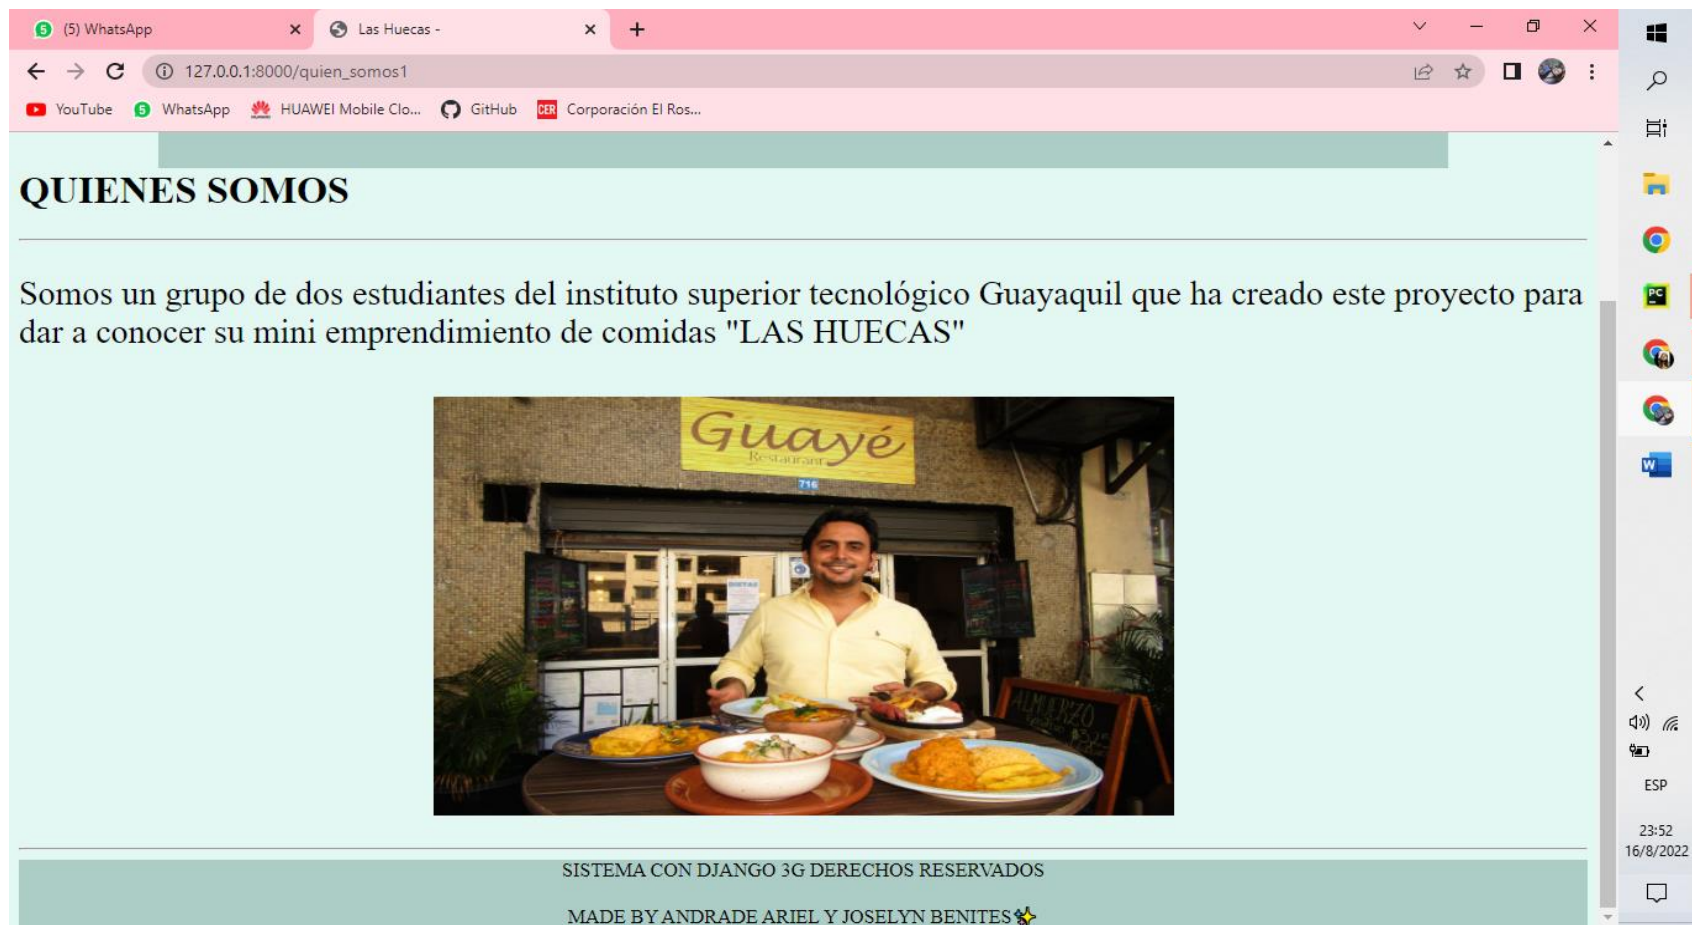 (5) WhatsApp
Las Huecas -
127.0.0.1:8000/quien_somos1
YouTube
WhatsApp
HUAWEI Mobile Clo...
GitHub
CER
Corporación El Ros...
QUIENES SOMOS
Somos un grupo de dos estudiantes del instituto superior tecnológico Guayaquil que ha creado este proyecto para
dar a conocer su mini emprendimiento de comidas "LAS HUECAS"
Guayé
Restaurant
716
ALMUERZO
SISTEMA CON DJANGO 3G DERECHOS RESERVADOS
MADE BY ANDRADE ARIEL Y JOSELYN BENITES✨
PC
W
ESP
23:52
16/8/2022